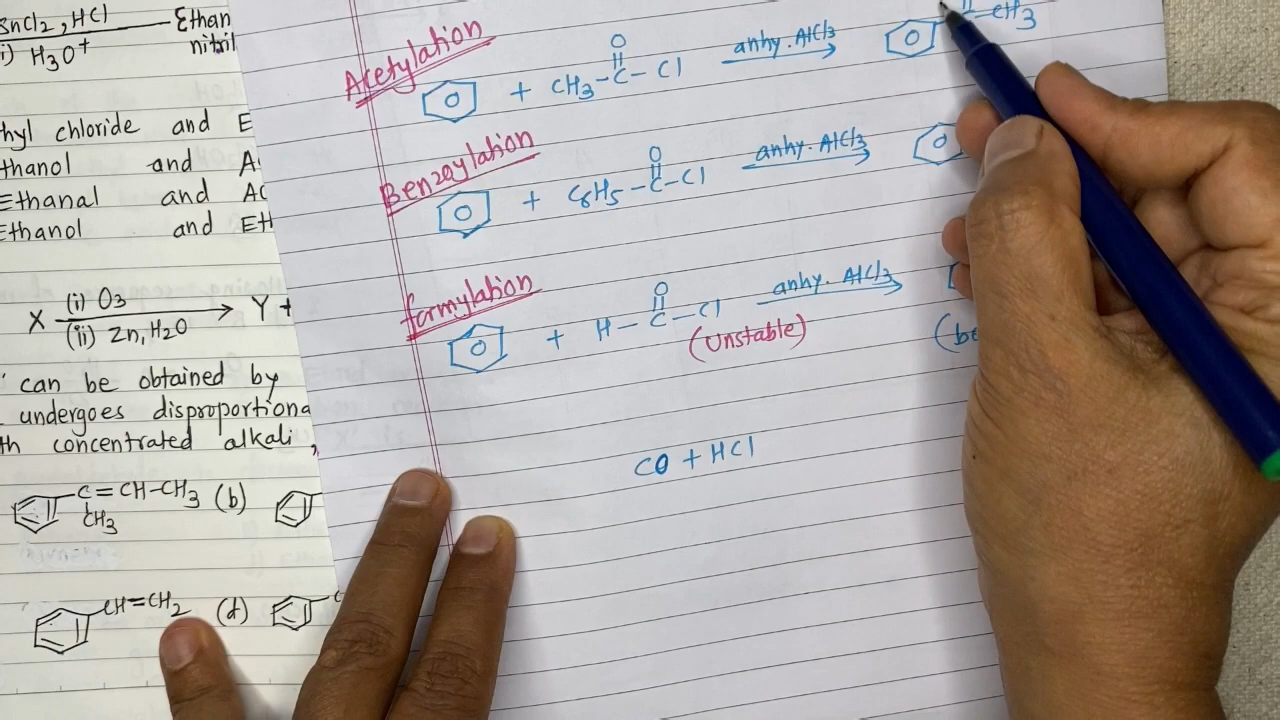 SnCl2, HCl Ethan
i) H3O+ nitril
hyl chloride and E
thanol and A
Ethanal and AC
Ethanol and Eth
X (i) O3 → Y +
(ii) Zn, H2O
can be obtained by
undergoes disproportiona
th concentrated alkali,
C=CH-CH3 (b)
CH3
CH=CH2 (d)
Acetylation
O
+ CH3-C-Cl anhy. AlCl3 → CH3
Benzoylation
O
+ C6H5-C-Cl anhy. AlCl3 →
formylation
O
+ H-C-Cl anhy. AlCl3 →
(Unstable) (be
CO + HCl